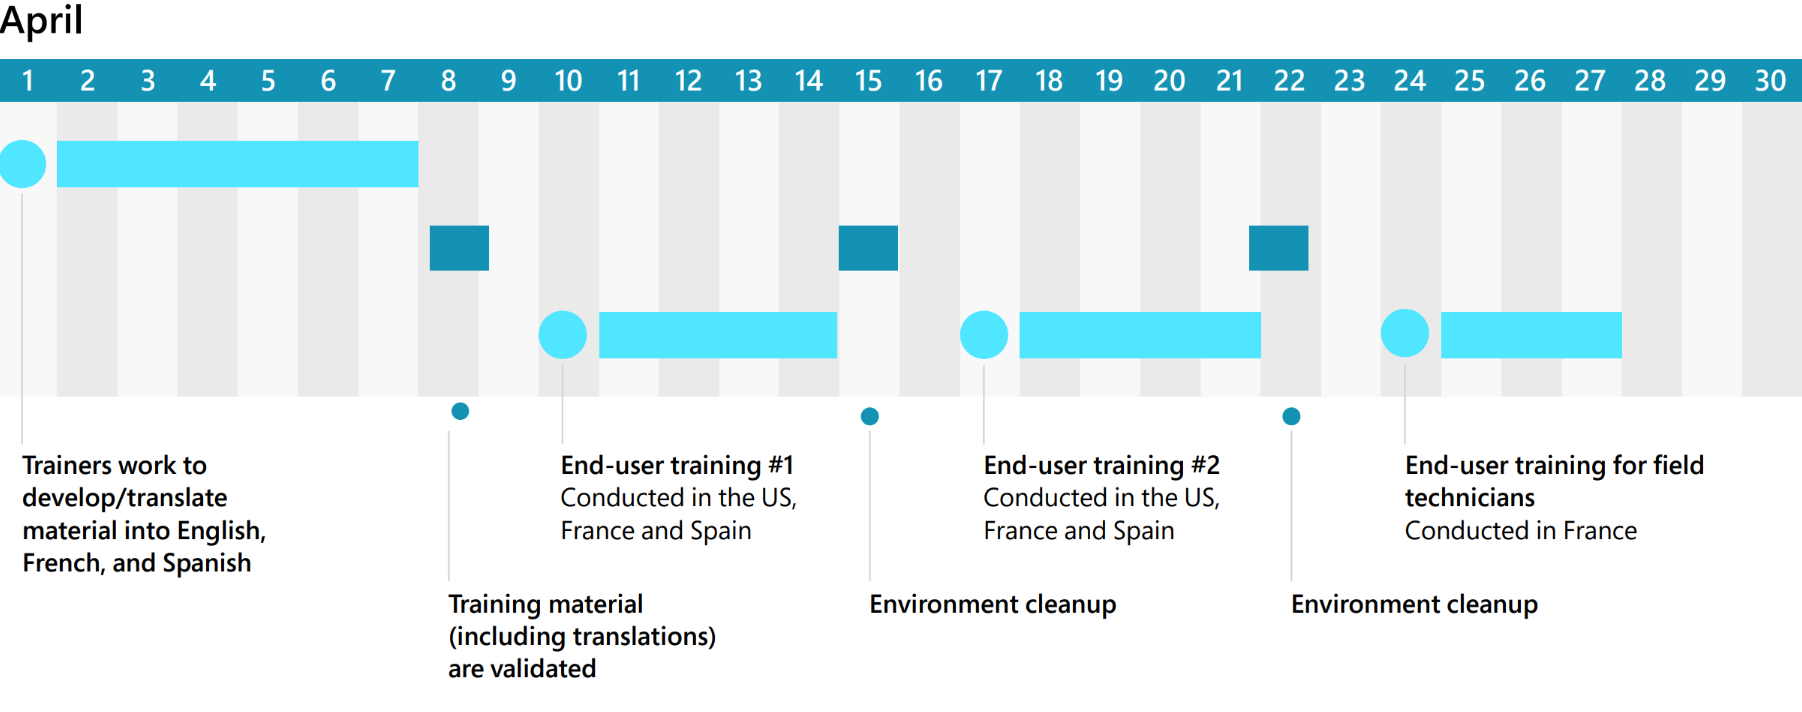 April
1 2 3 4 5 6 7 8 9 10 11 12 13 14 15 16 17 18 19 20 21 22 23 24 25 26 27 28 29 30
Trainers work to
develop/translate
material into English,
French, and Spanish
Training material
(including translations)
are validated
End-user training #1
Conducted in the US,
France and Spain
Environment cleanup
End-user training #2
Conducted in the US,
France and Spain
Environment cleanup
End-user training for field
technicians
Conducted in France